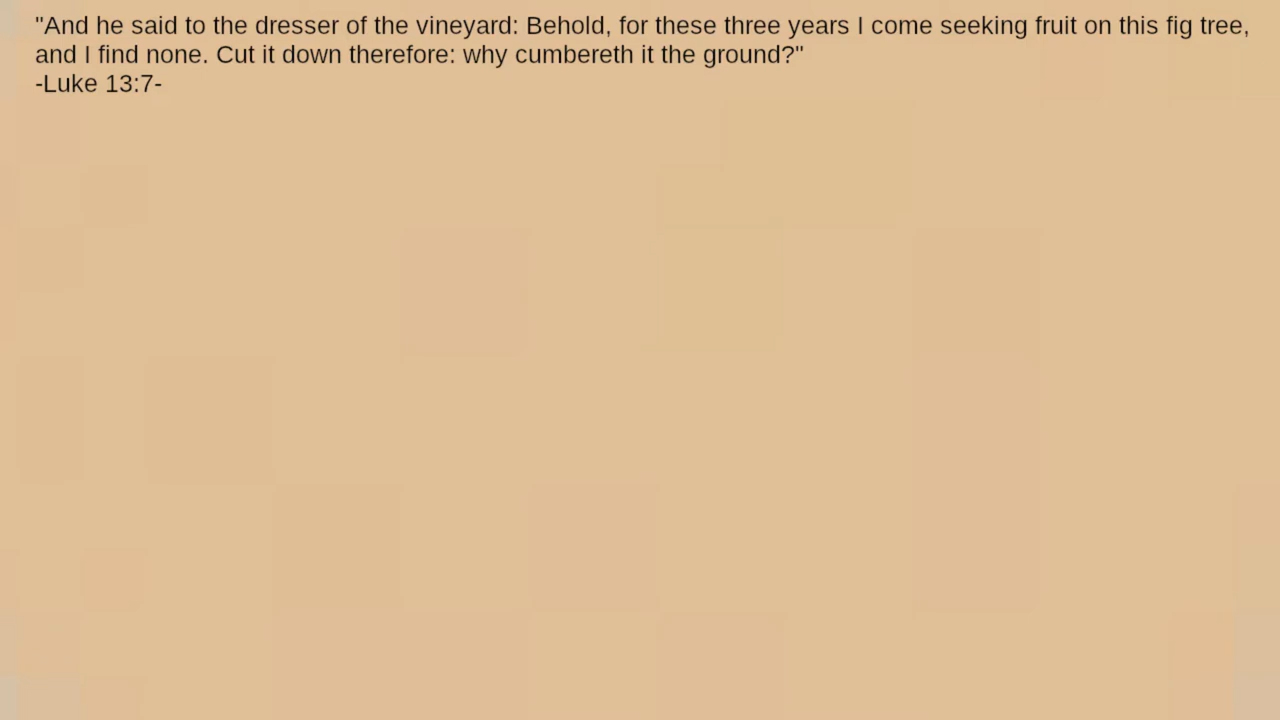 "And he said to the dresser of the vineyard: Behold, for these three years I come seeking fruit on this fig tree,
and I find none. Cut it down therefore: why cumbereth it the ground?"
-Luke 13:7-